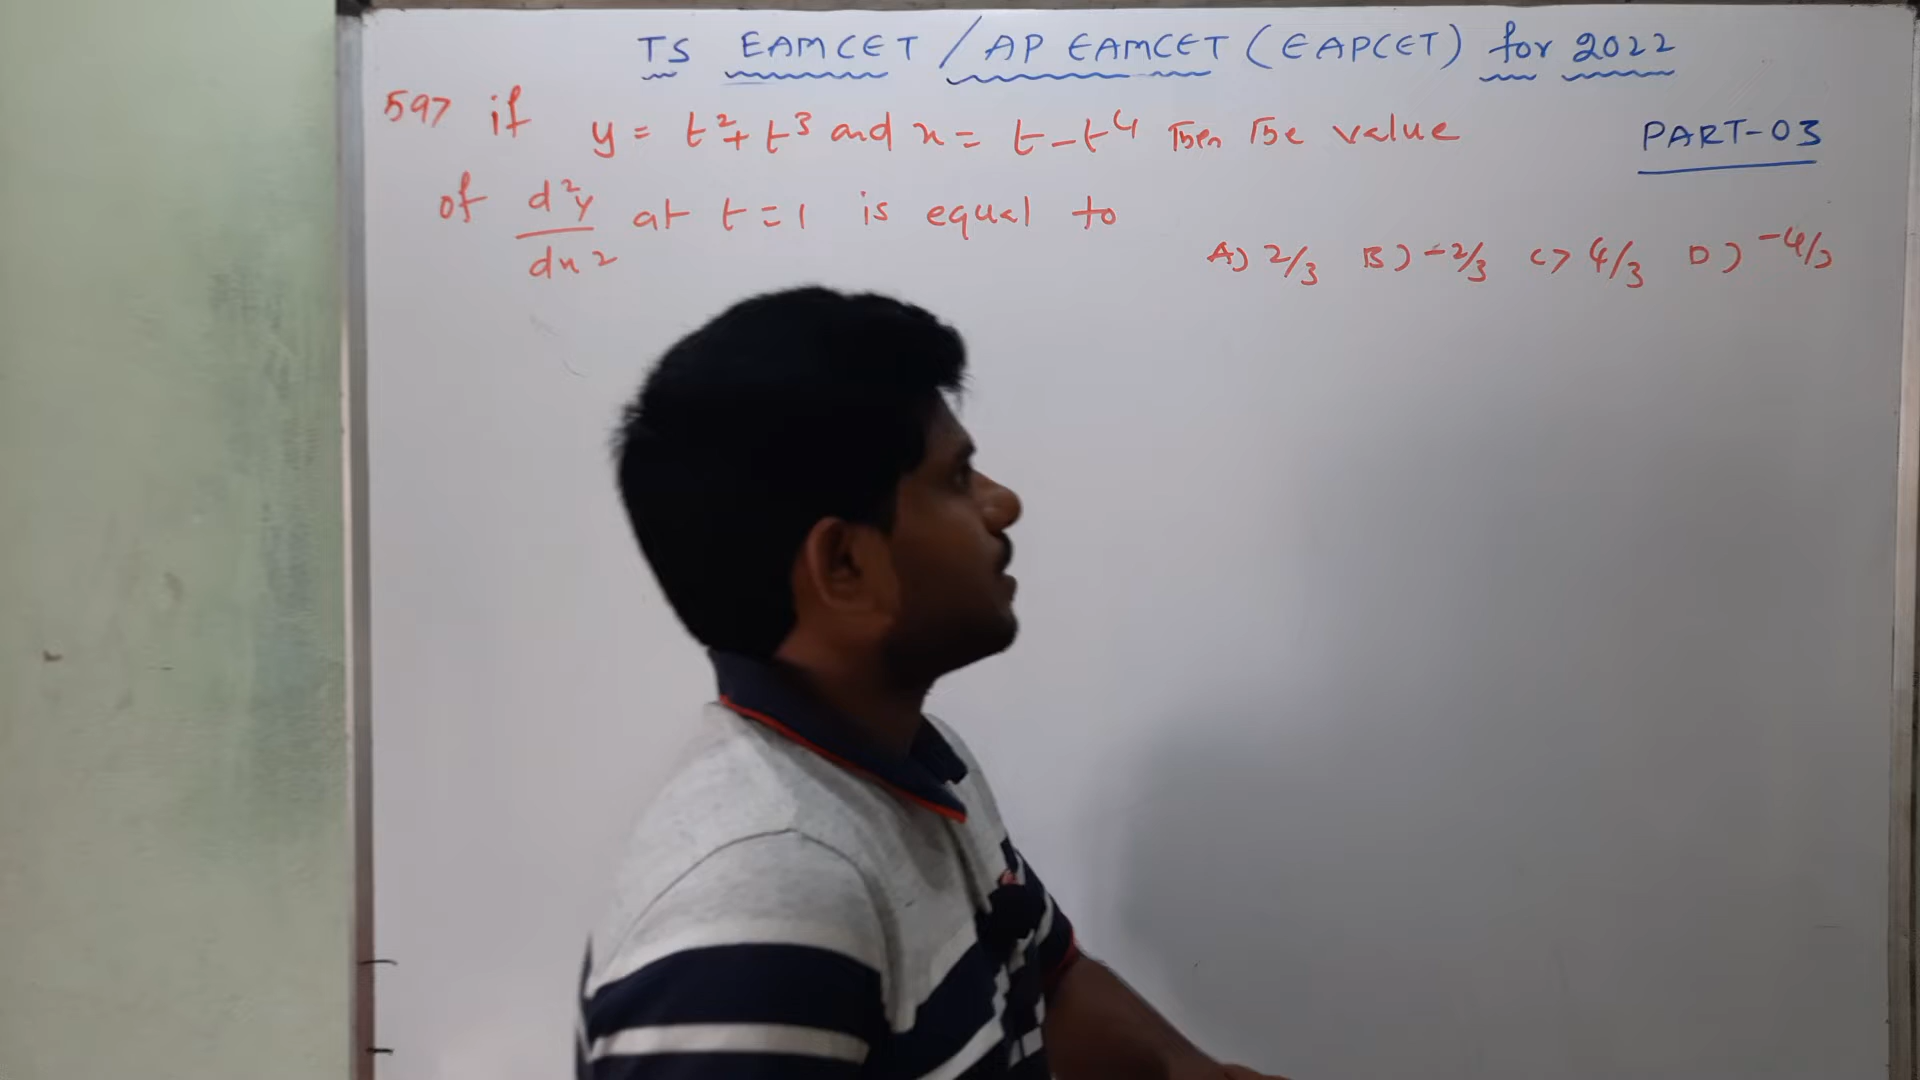 TS EAMCET / AP EAMCET (EAPCET) for 2022
597 if y = t²+t³ and x = t-t⁴ Then The value
PART-03
of d²y/dx² at t=1 is equal to
A) 2/3 B) -2/3 C) 4/3 D) -4/3